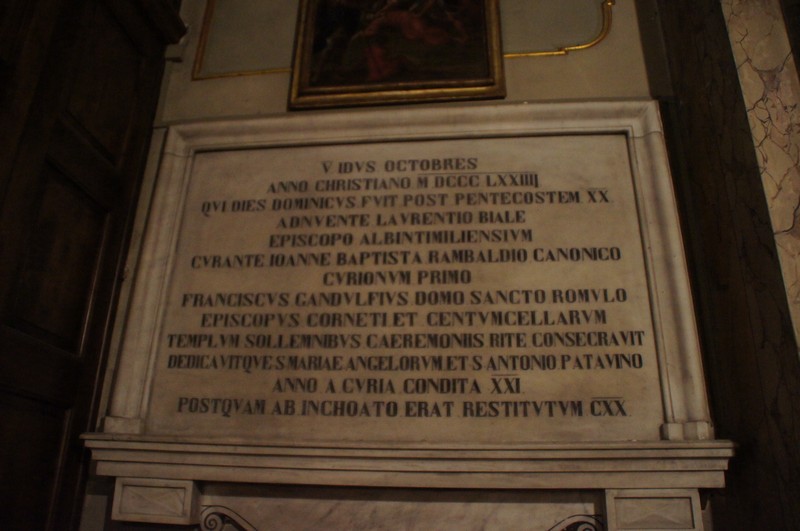 V IDVS OCTOBRES
ANNO CHRISTIANO M DCCC LXXIIII
QVI DIES DOMINICVS FVIT POST PENTECOSTEM XX
ADNVENTE LAVRENTIO BIALE
EPISCOPO ALBINTIMILIENSIVM
CVRANTE IOANNE BAPTISTA RAMBALDIO CANONICO
CVRIONVM PRIMO
FRANCISCVS GANDVLFIVS DOMO SANCTO ROMVLO
EPISCOPVS CORNETI ET CENTVMCELLARVM
TEMPLVM SOLLEMNIBVS CAEREMONIIS RITE CONSECRAVIT
DEDICAVITQVE S MARIAE ANGELORVM ET S ANTONIO PATAVINO
ANNO A CVRIA CONDITA XXI
POSTQVAM AB INCHOATO ERAT RESTITVTVM CXX